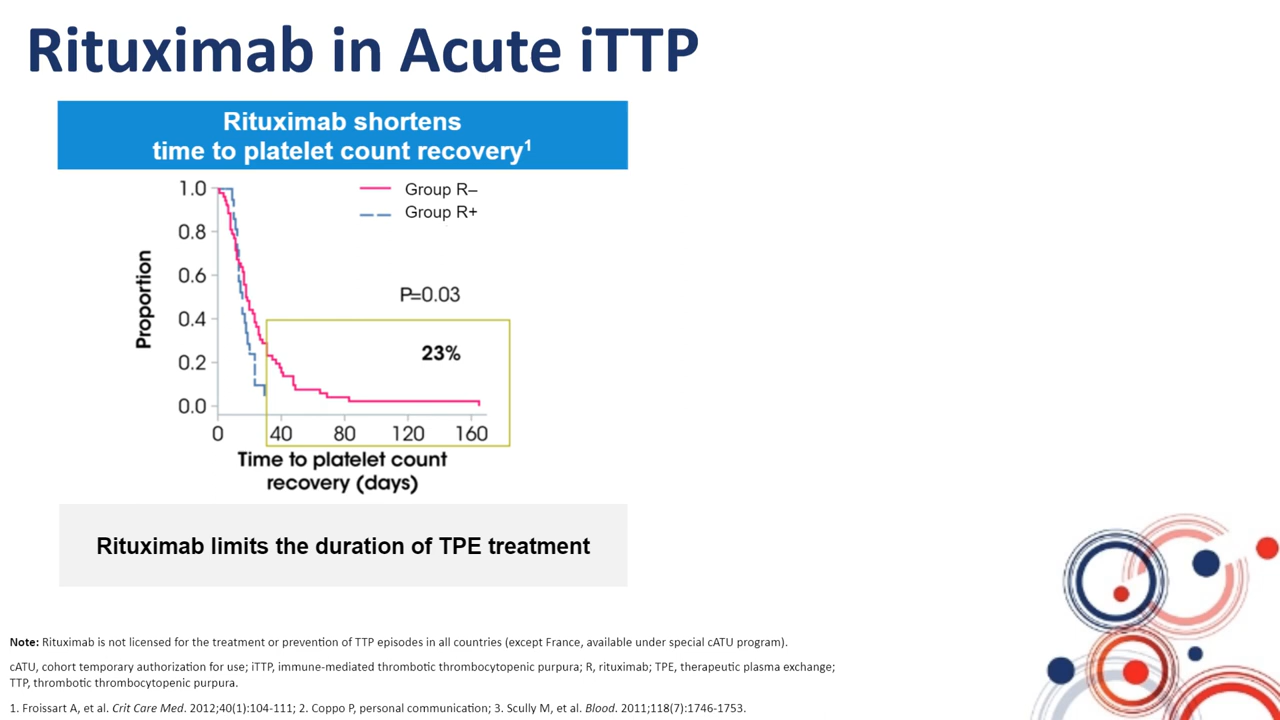 Rituximab in Acute iTTP
Rituximab shortens
time to platelet count recovery¹
1.0
0.8
0.6
0.4
0.2
0.0
Proportion
Group R–
Group R+
P=0.03
23%
0 40 80 120 160
Time to platelet count
recovery (days)
Rituximab limits the duration of TPE treatment
Note: Rituximab is not licensed for the treatment or prevention of TTP episodes in all countries (except France, available under special cATU program).
cATU, cohort temporary authorization for use; iTTP, immune-mediated thrombotic thrombocytopenic purpura; R, rituximab; TPE, therapeutic plasma exchange;
TTP, thrombotic thrombocytopenic purpura.
1. Froissart A, et al. Crit Care Med. 2012;40(1):104-111; 2. Coppo P, personal communication; 3. Scully M, et al. Blood. 2011;118(7):1746-1753.